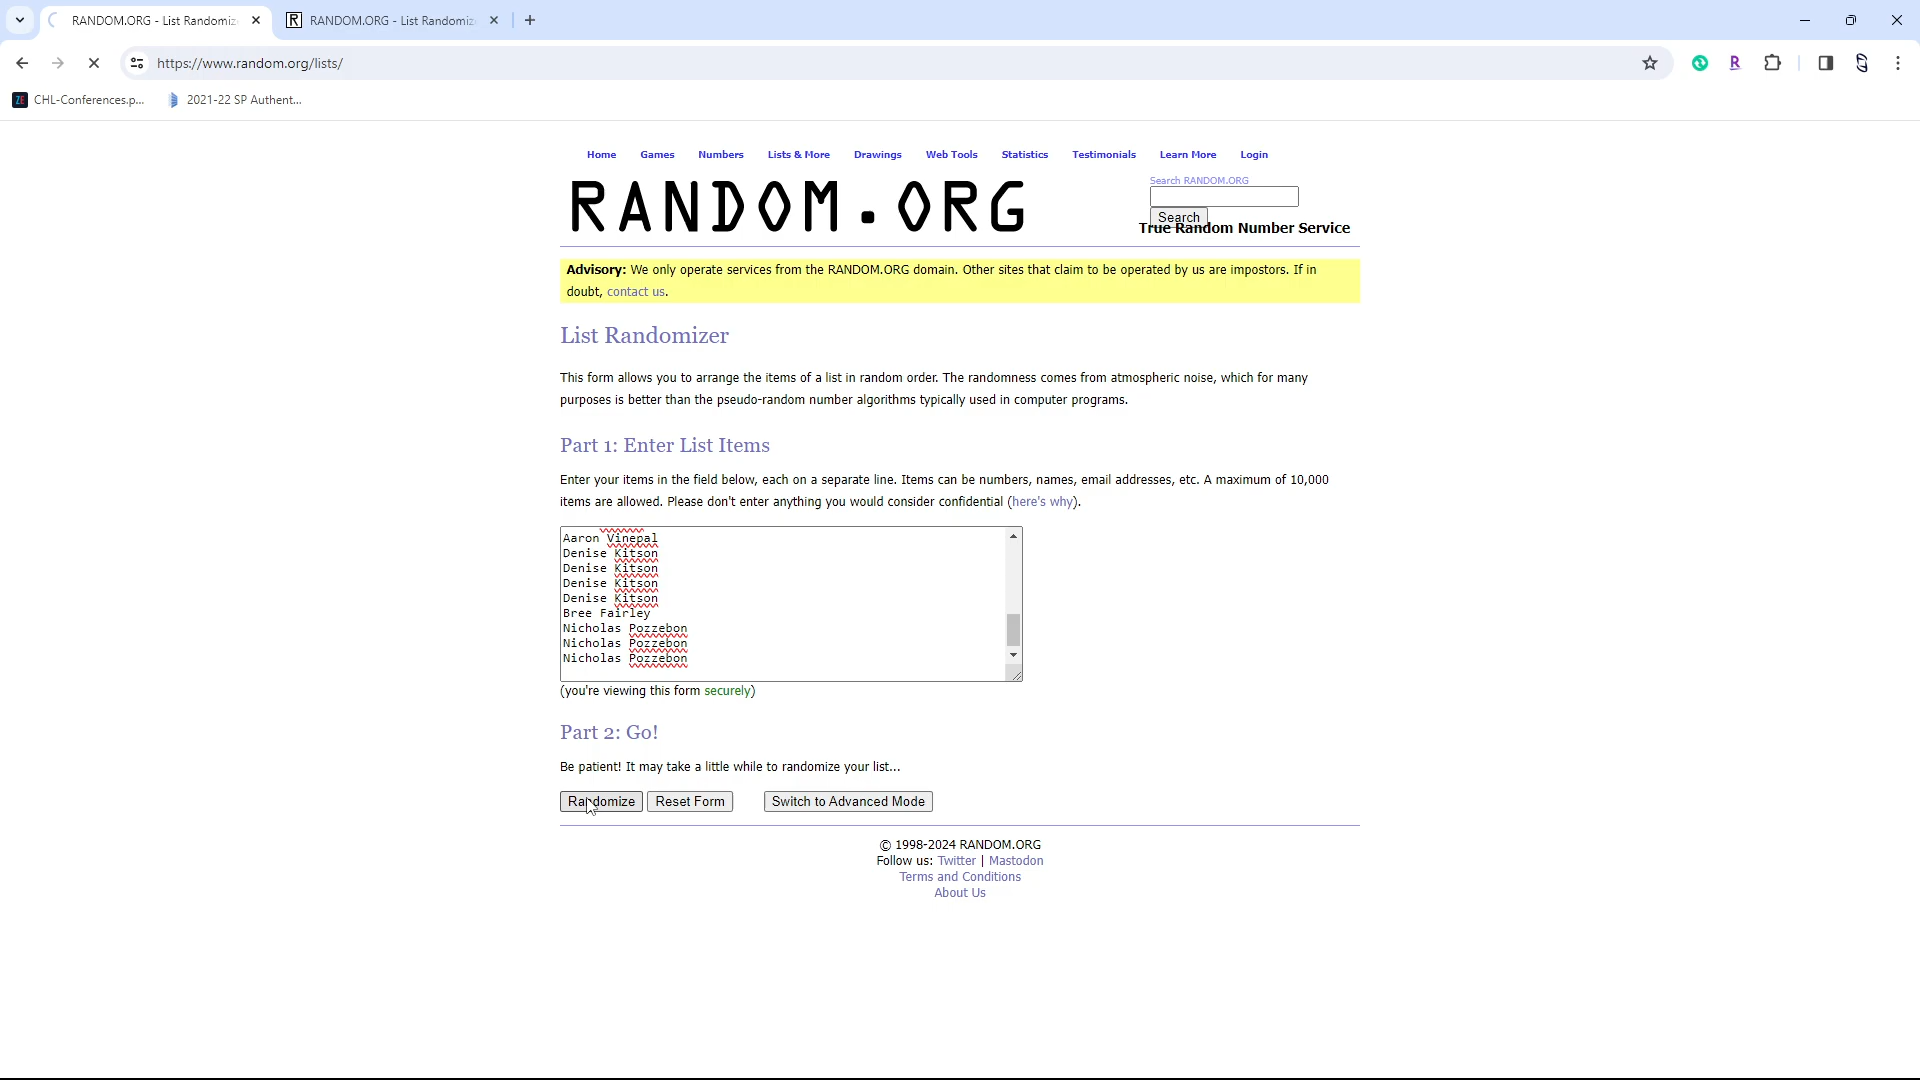 RANDOM.ORG - List Randomiz
RANDOM.ORG - List Randomiz
https://www.random.org/lists/
CHL-Conferences.p...
2021-22 SP Authent...
Home Games Numbers Lists & More Drawings Web Tools Statistics Testimonials Learn More Login
RANDOM.ORG
Search RANDOM.ORG
Search
True Random Number Service
Advisory: We only operate services from the RANDOM.ORG domain. Other sites that claim to be operated by us are impostors. If in
doubt, contact us.
List Randomizer
This form allows you to arrange the items of a list in random order. The randomness comes from atmospheric noise, which for many
purposes is better than the pseudo-random number algorithms typically used in computer programs.
Part 1: Enter List Items
Enter your items in the field below, each on a separate line. Items can be numbers, names, email addresses, etc. A maximum of 10,000
items are allowed. Please don't enter anything you would consider confidential (here's why).
Aaron Vinepal
Denise Kitson
Denise Kitson
Denise Kitson
Denise Kitson
Bree Fairley
Nicholas Pozzebon
Nicholas Pozzebon
Nicholas Pozzebon
(you're viewing this form securely)
Part 2: Go!
Be patient! It may take a little while to randomize your list...
Randomize Reset Form Switch to Advanced Mode
© 1998-2024 RANDOM.ORG
Follow us: Twitter | Mastodon
Terms and Conditions
About Us